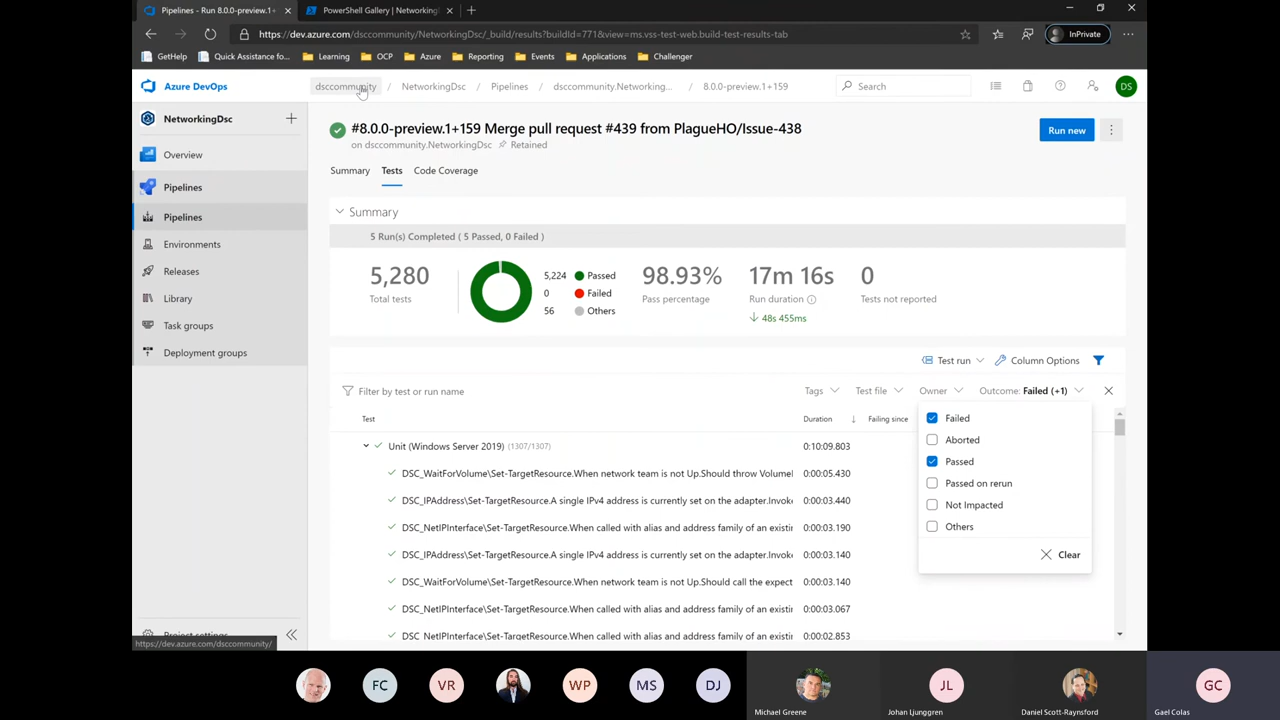 Pipelines - Run 8.0.0-preview.1+
PowerShell Gallery | Networking
https://dev.azure.com/dsccommunity/NetworkingDsc/_build/results?buildId=771&view=ms.vss-test-web.build-test-results-tab
InPrivate
GetHelp
Quick Assistance fo...
Learning
OCP
Azure
Reporting
Events
Applications
Challenger
Azure DevOps
dsccommunity / NetworkingDsc / Pipelines / dsccommunity.Networking... / 8.0.0-preview.1+159
Search
DS
NetworkingDsc
Overview
Pipelines
Pipelines
Environments
Releases
Library
Task groups
Deployment groups
Project settings
https://dev.azure.com/dsccommunity/
#8.0.0-preview.1+159 Merge pull request #439 from PlagueHO/Issue-438
on dsccommunity.NetworkingDsc Retained
Run new
Summary Tests Code Coverage
Summary
5 Run(s) Completed ( 5 Passed, 0 Failed )
5,280
Total tests
5,224 Passed
0 Failed
56 Others
98.93%
Pass percentage
17m 16s
Run duration
48s 455ms
0
Tests not reported
Test run
Column Options
Filter by test or run name
Tags
Test file
Owner
Outcome: Failed (+1)
Test
Duration
Failing since
Failed
Aborted
Passed
Passed on rerun
Not Impacted
Others
Clear
Unit (Windows Server 2019) (1307/1307) 0:10:09.803
DSC_WaitForVolume\Set-TargetResource.When network team is not Up.Should throw Volume 0:00:05.430
DSC_IPAddress\Set-TargetResource.A single IPv4 address is currently set on the adapter.Invoke 0:00:03.440
DSC_NetIPInterface\Set-TargetResource.When called with alias and address family of an existin 0:00:03.190
DSC_IPAddress\Set-TargetResource.A single IPv4 address is currently set on the adapter.Invoke 0:00:03.140
DSC_WaitForVolume\Set-TargetResource.When network team is not Up.Should call the expect 0:00:03.140
DSC_NetIPInterface\Set-TargetResource.When called with alias and address family of an existin 0:00:03.067
DSC_NetIPInterface\Set-TargetResource.When called with alias and address family of an existin 0:00:02.853
FC
VR
WP
MS
DJ
JL
GC
Michael Greene
Johan Ljunggren
Daniel Scott-Raynsford
Gael Colas